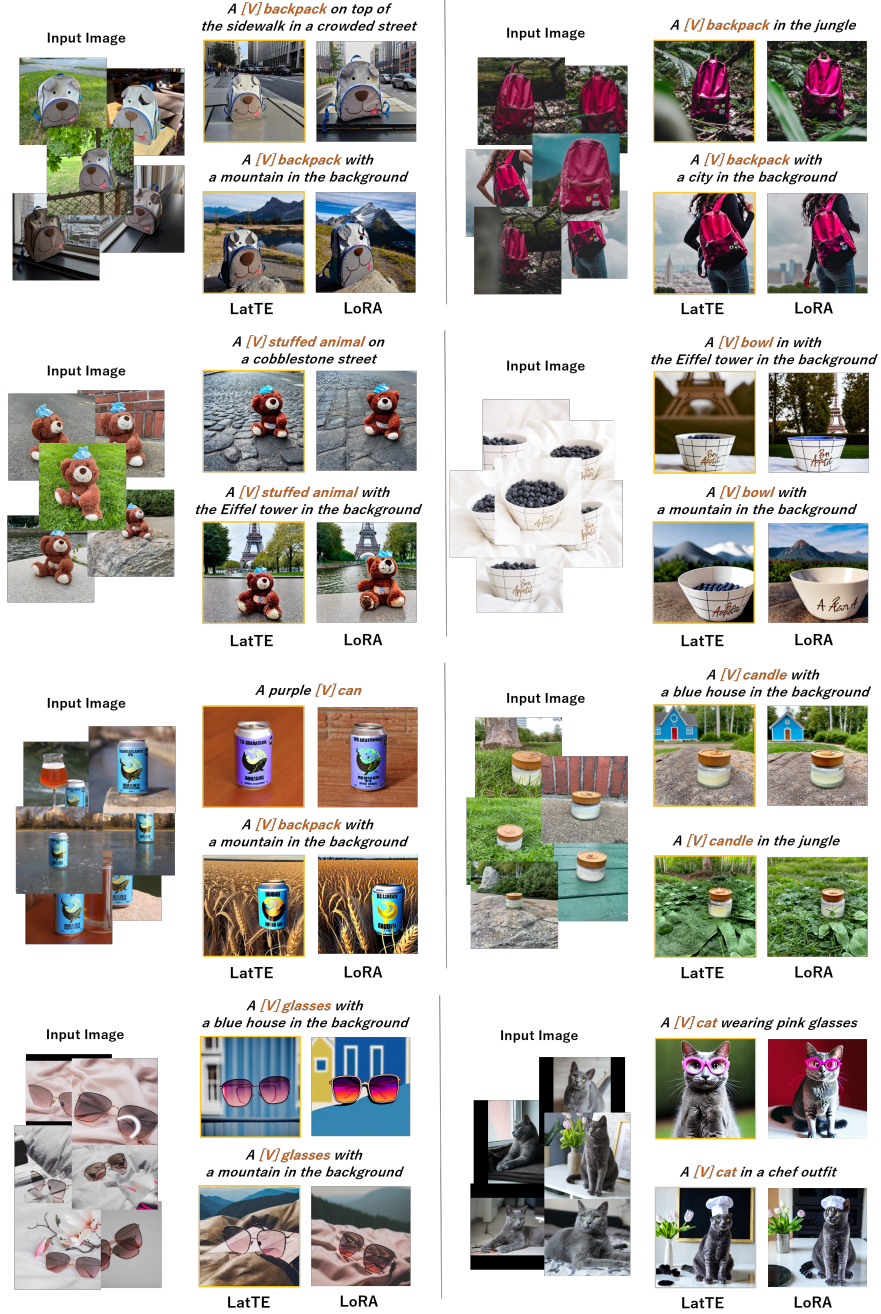 Input Image
A [V] backpack on top of
the sidewalk in a crowded street
A [V] backpack with
a mountain in the background
LatTE
LoRA
Input Image
A [V] backpack in the jungle
A [V] backpack with
a city in the background
LatTE
LoRA
Input Image
A [V] stuffed animal on
a cobblestone street
A [V] stuffed animal with
the Eiffel tower in the background
LatTE
LoRA
Input Image
A [V] bowl in with
the Eiffel tower in the background
Bon
Appétit
A [V] bowl with
a mountain in the background
LatTE
LoRA
Input Image
A purple [V] can
A [V] backpack with
a mountain in the background
LatTE
LoRA
Input Image
A [V] candle with
a blue house in the background
A [V] candle in the jungle
LatTE
LoRA
Input Image
A [V] glasses with
a blue house in the background
A [V] glasses with
a mountain in the background
LatTE
LoRA
Input Image
A [V] cat wearing pink glasses
A [V] cat in a chef outfit
LatTE
LoRA